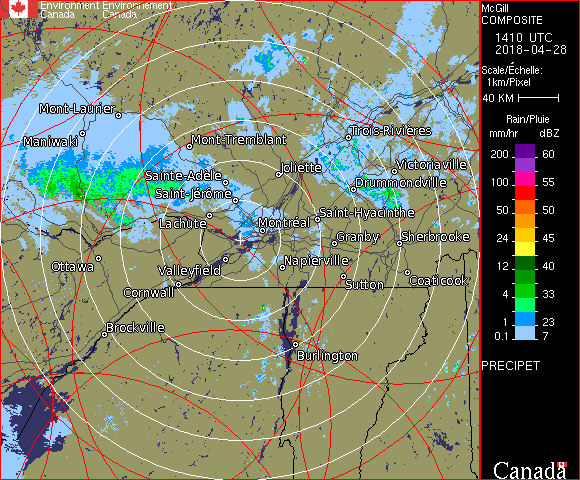 Environment Environnement
Canada Canada
McGill
COMPOSITE
1410 UTC
2018-04-28
Scale/Échelle:
1km/Pixel
40 KM
Rain/Pluie
mm/hr dBZ
200 60
150 57
100 55
50 50
24 45
12 40
4 33
1 23
0.1 7
PRECIPET
Canada
Mont-Laurier
Maniwaki
Mont-Tremblant
Trois-Rivières
Sainte-Adèle
Joliette
Victoriaville
Saint-Jérôme
Drummondville
Lachute
Montréal
Saint-Hyacinthe
Granby
Sherbrooke
Ottawa
Valleyfield
Napierville
Cornwall
Sutton
Coaticook
Brockville
Burlington